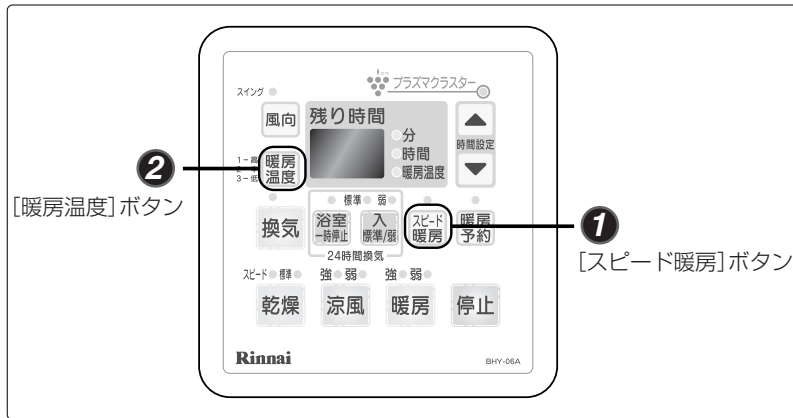 ion
プラズマクラスター
スイング
風向
残り時間
分
時間
暖房温度
時間設定
1－高
3－低
暖房
温度
2
[暖房温度]ボタン
標準 弱
換気
浴室
一時停止
入
標準/弱
スピード
暖房
暖房
予約
24時間換気
1
[スピード暖房]ボタン
スピード 標準
強 弱
強 弱
乾燥
涼風
暖房
停止
Rinnai
BHY-06A